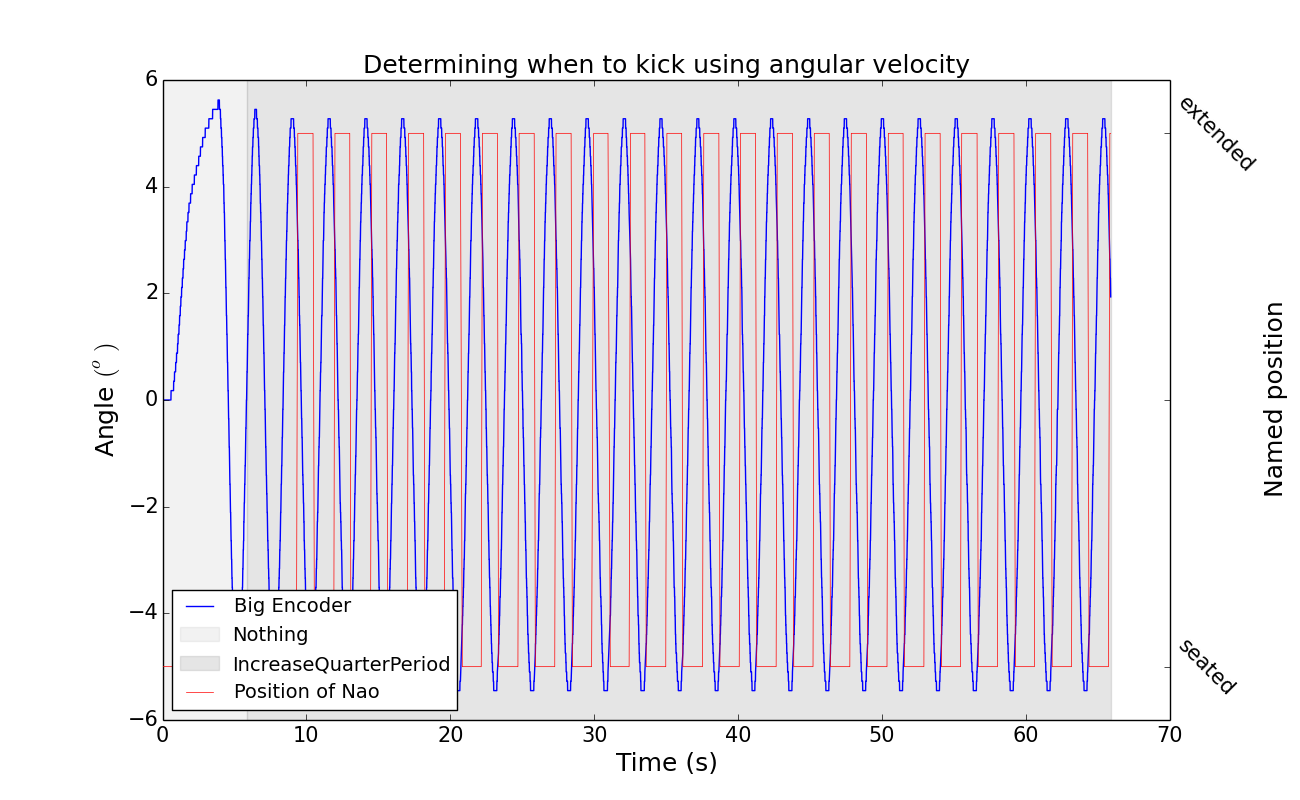 Determining when to kick using angular velocity
6
4
2
0
−2
−4
−6
Angle (°)
0 10 20 30 40 50 60 70
Time (s)
extended
seated
Named position
Big Encoder
Nothing
IncreaseQuarterPeriod
Position of Nao